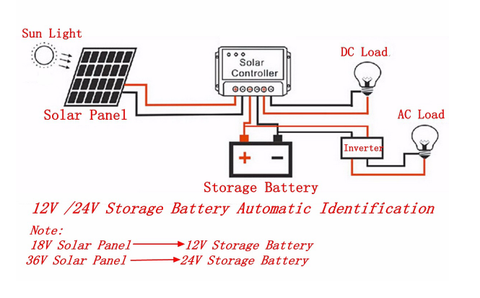 Sun Light
Solar
Controller
DC Load
AC Load
Solar Panel
Inverter
+ −
Storage Battery
12V /24V Storage Battery Automatic Identification
Note:
18V Solar Panel 12V Storage Battery
36V Solar Panel 24V Storage Battery